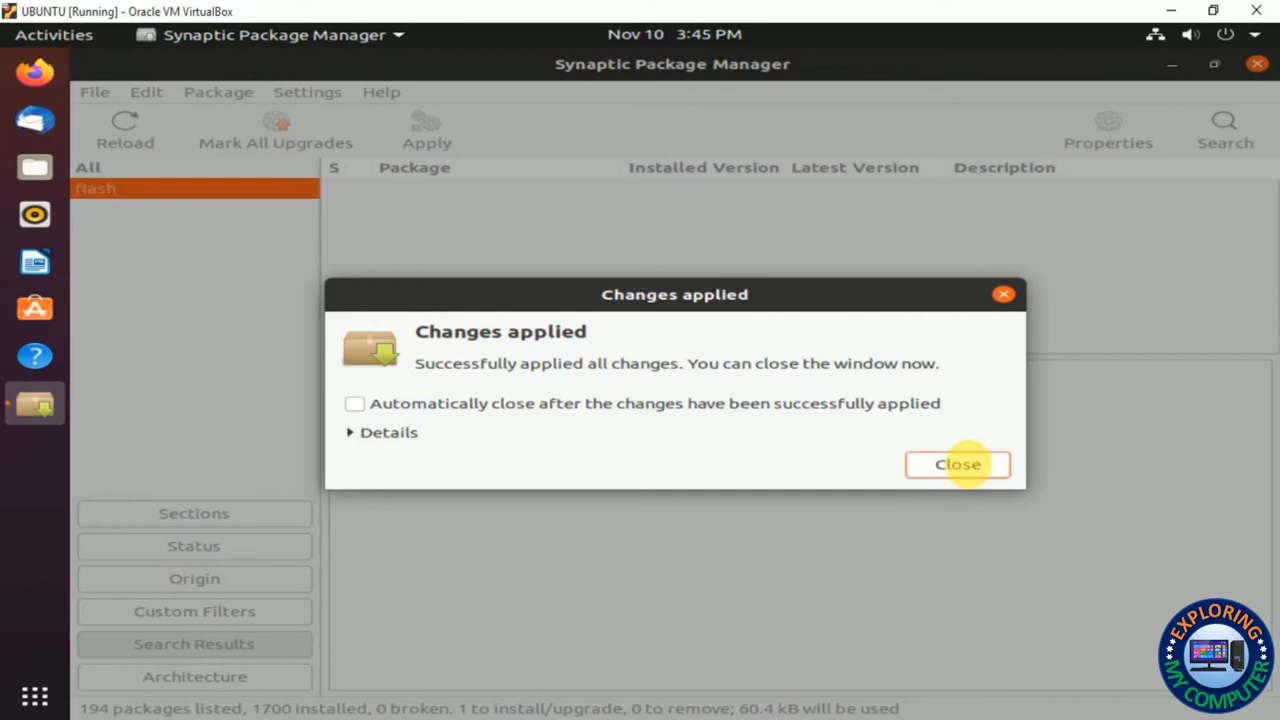 UBUNTU [Running] - Oracle VM VirtualBox
Activities Synaptic Package Manager Nov 10 3:45 PM
Synaptic Package Manager
File Edit Package Settings Help
Reload Mark All Upgrades Apply Properties Search
All S Package Installed Version Latest Version Description
flash
Changes applied
Changes applied
Successfully applied all changes. You can close the window now.
Automatically close after the changes have been successfully applied
Details
Close
Sections
Status
Origin
Custom Filters
Search Results
Architecture
194 packages listed, 1700 installed, 0 broken. 1 to install/upgrade, 0 to remove; 60.4 kB will be used
EXPLORING
MY COMPUTER